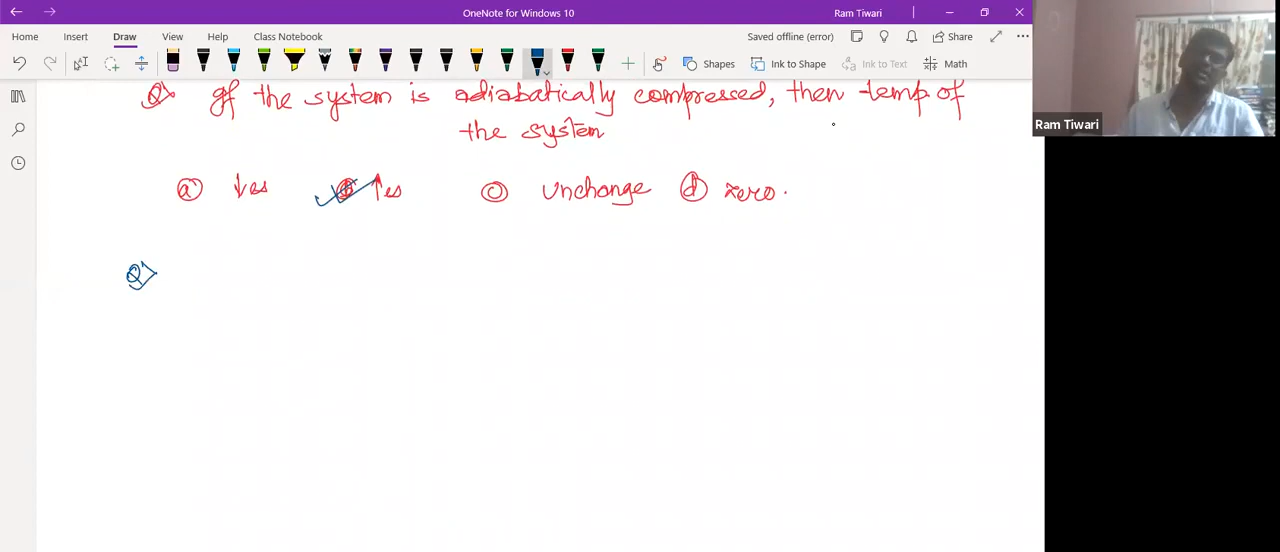 OneNote for Windows 10
Ram Tiwari
Home Insert Draw View Help Class Notebook
Saved offline (error) Share
Shapes Ink to Shape Ink to Text Math
Q> If the system is adiabatically compressed, then temp of
the system
Ram Tiwari
a ↓es b ↑es c unchange d zero.
Q>